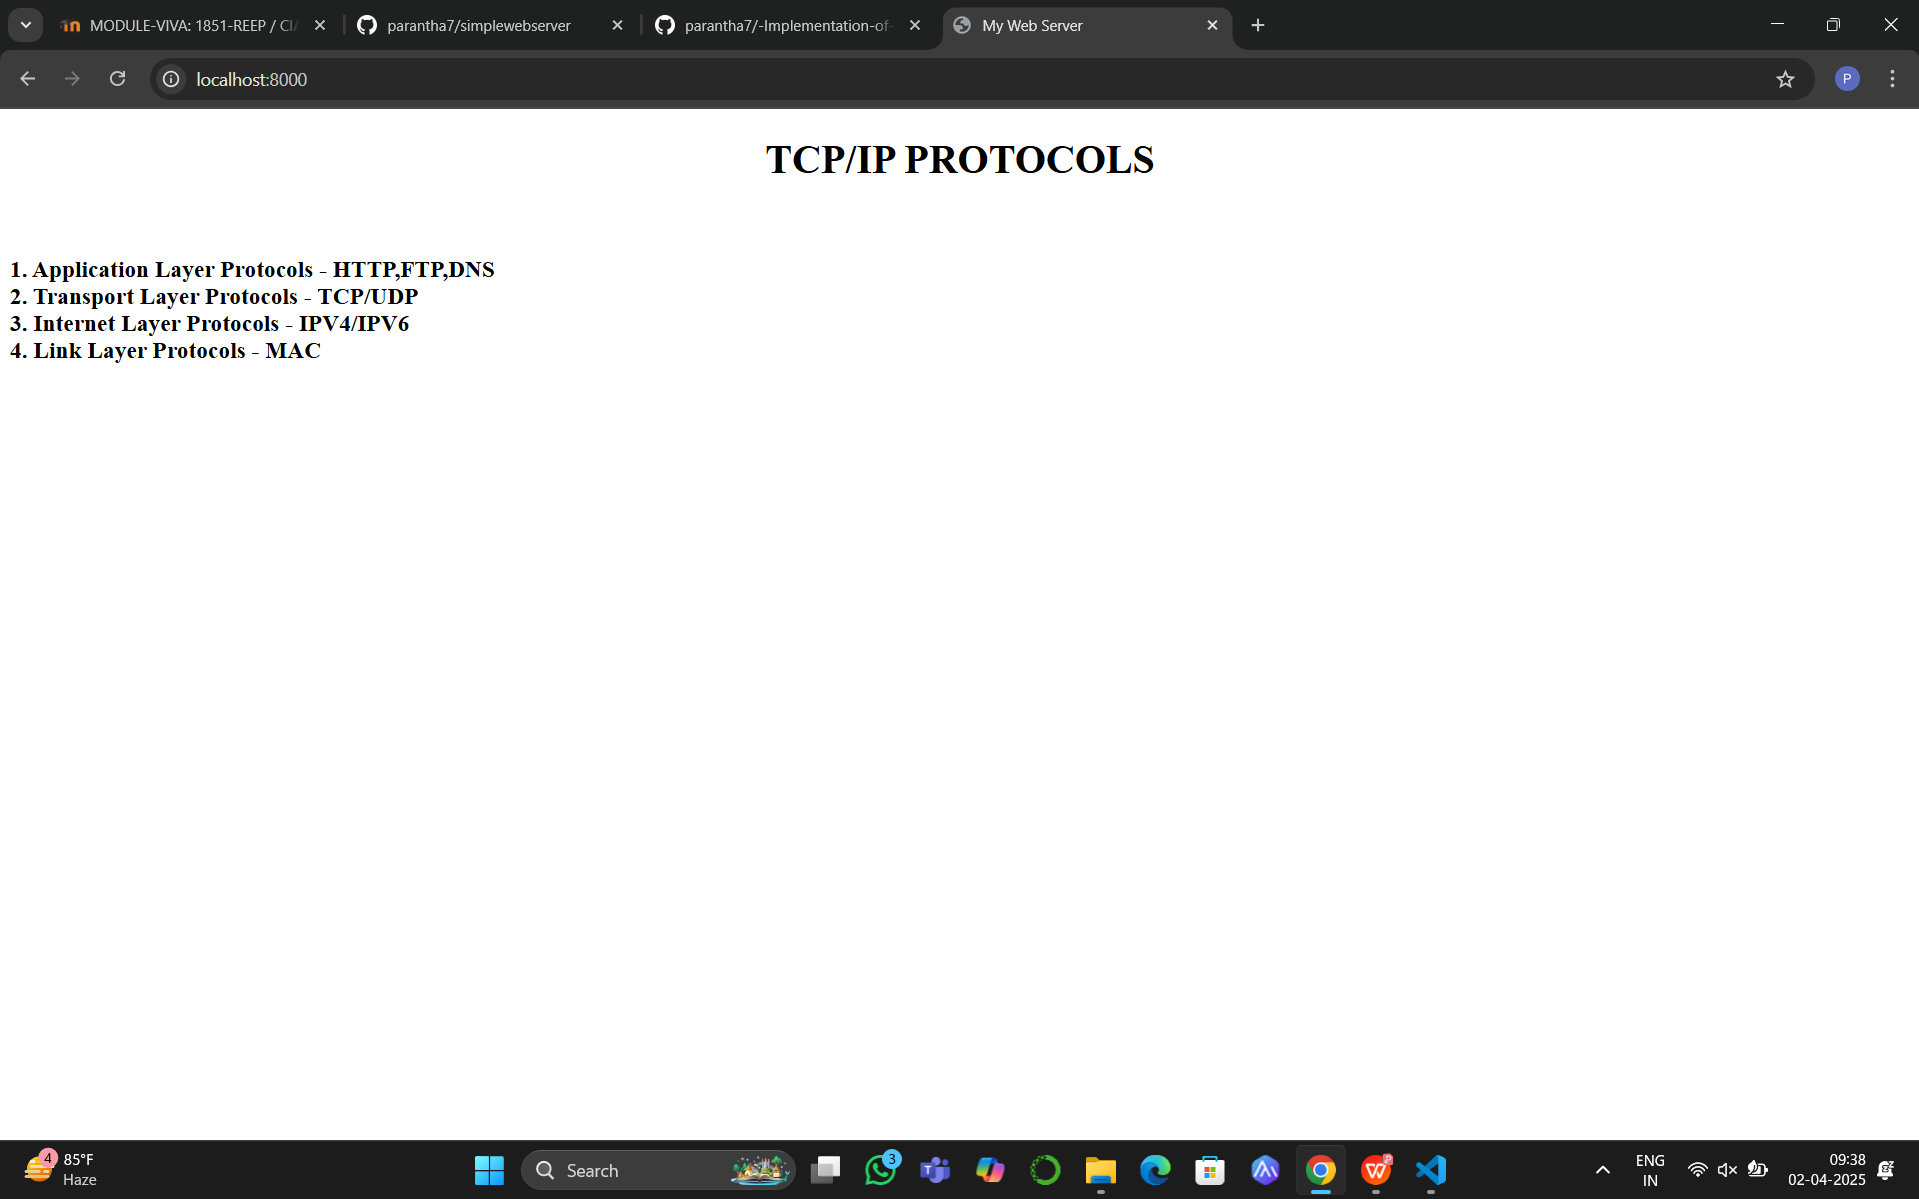 MODULE-VIVA: 1851-REEP / CI
parantha7/simplewebserver
parantha7/-Implementation-of-
My Web Server
localhost:8000
P
TCP/IP PROTOCOLS
1. Application Layer Protocols - HTTP,FTP,DNS
2. Transport Layer Protocols - TCP/UDP
3. Internet Layer Protocols - IPV4/IPV6
4. Link Layer Protocols - MAC
4
85°F
Haze
Search
3
ENG
IN
09:38
02-04-2025